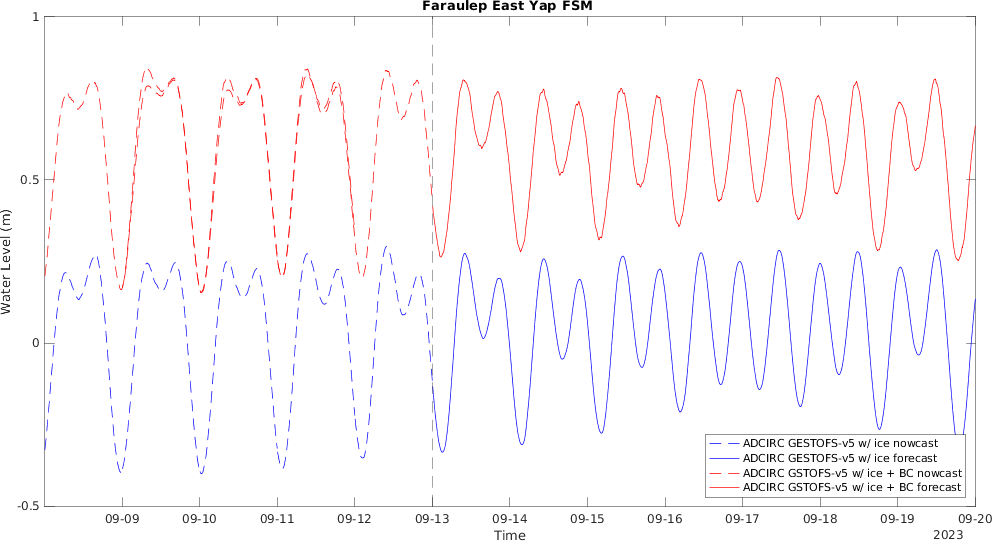 Faraulep East Yap FSM
1
0.5
0
-0.5
Water Level (m)
ADCIRC GESTOFS-v5 w/ ice nowcast
ADCIRC GESTOFS-v5 w/ ice forecast
ADCIRC GSTOFS-v5 w/ ice + BC nowcast
ADCIRC GSTOFS-v5 w/ ice + BC forecast
09-09 09-10 09-11 09-12 09-13 09-14 09-15 09-16 09-17 09-18 09-19 09-20
Time
2023